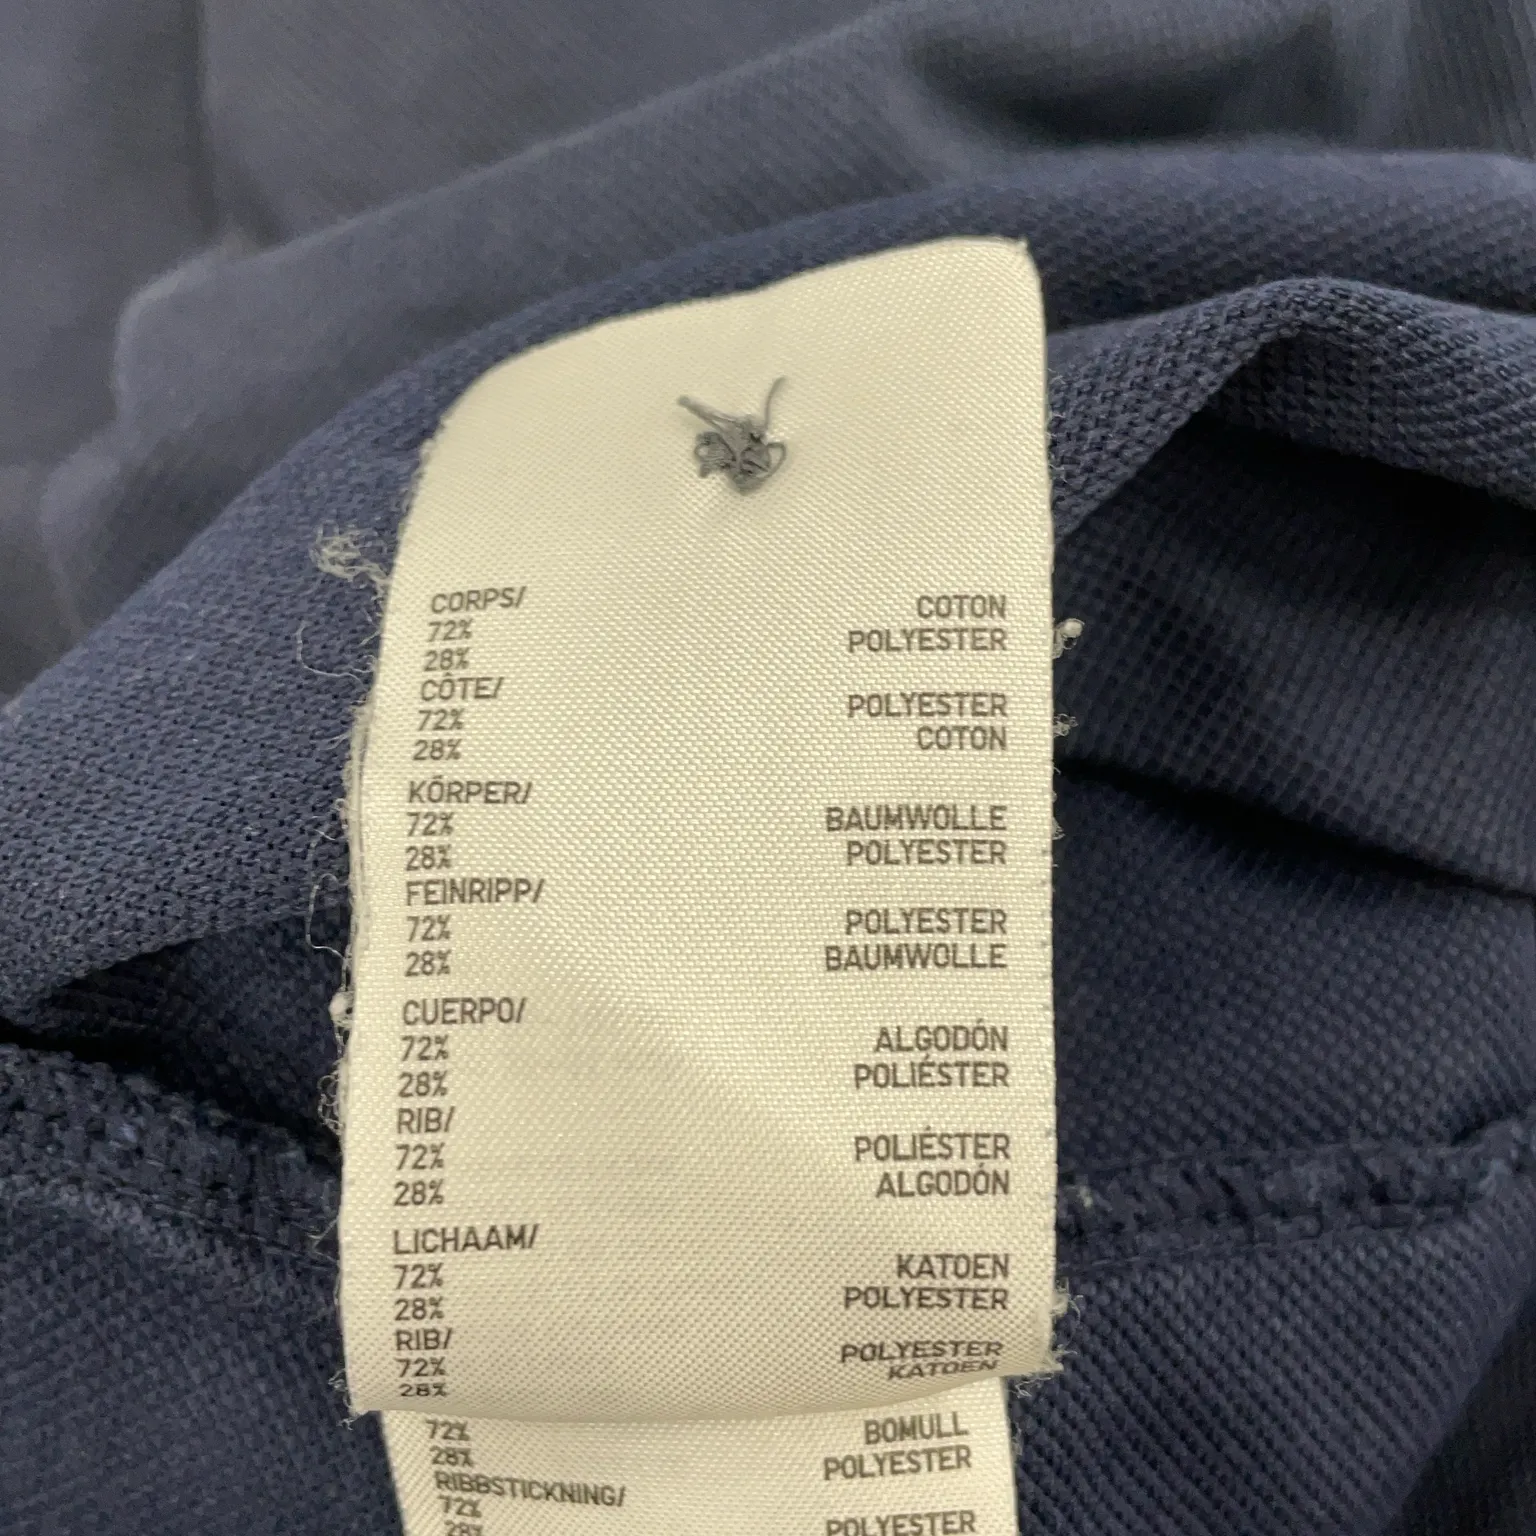 CORPS/
72% COTON
28% POLYESTER
CÔTE/
72% POLYESTER
28% COTON
KÖRPER/
72% BAUMWOLLE
28% POLYESTER
FEINRIPP/
72% POLYESTER
28% BAUMWOLLE
CUERPO/
72% ALGODÓN
28% POLIÉSTER
RIB/
72% POLIÉSTER
28% ALGODÓN
LICHAAM/
72% KATOEN
28% POLYESTER
RIB/
72% POLYESTER
28% KATOEN
72% BOMULL
28% POLYESTER
RIBBSTICKNING/
72% POLYESTER
28%